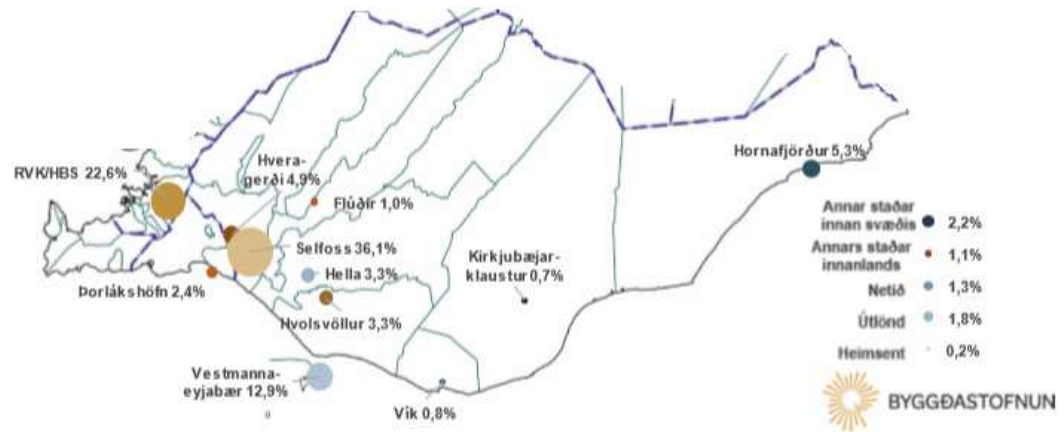 Hornafjörður 5,3%
RVK/HBS 22,6%
Hvera-
gerði 4,9%
Flúðir 1,0%
Selfoss 36,1%
Hella 3,3%
Þorlákshöfn 2,4%
Hvolsvöllur 3,3%
Kirkjubæjar-
klaustur 0,7%
Vestmanna-
eyjabær 12,9%
Vík 0,8%
Annar staðar
innan svæðis 2,2%
Annars staðar
innanlands 1,1%
Netið 1,3%
Útlönd 1,8%
Heimsent 0,2%
BYGGÐASTOFNUN